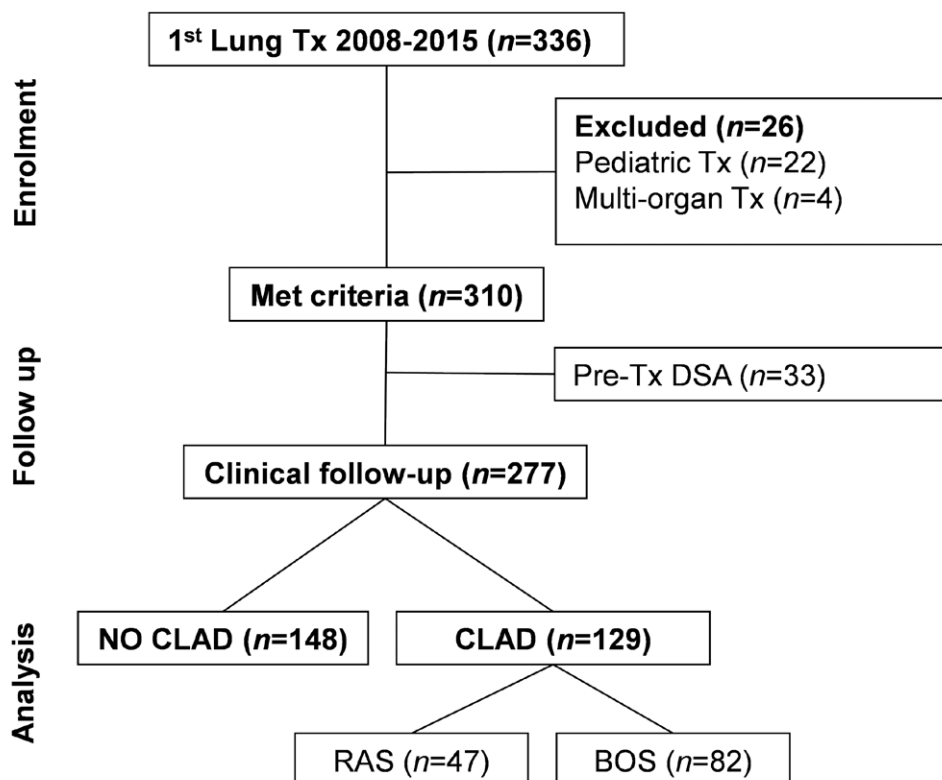 1st Lung Tx 2008-2015 (n=336)
Enrolment
Excluded (n=26)
Pediatric Tx (n=22)
Multi-organ Tx (n=4)
Met criteria (n=310)
Follow up
Pre-Tx DSA (n=33)
Clinical follow-up (n=277)
Analysis
NO CLAD (n=148)
CLAD (n=129)
RAS (n=47)
BOS (n=82)